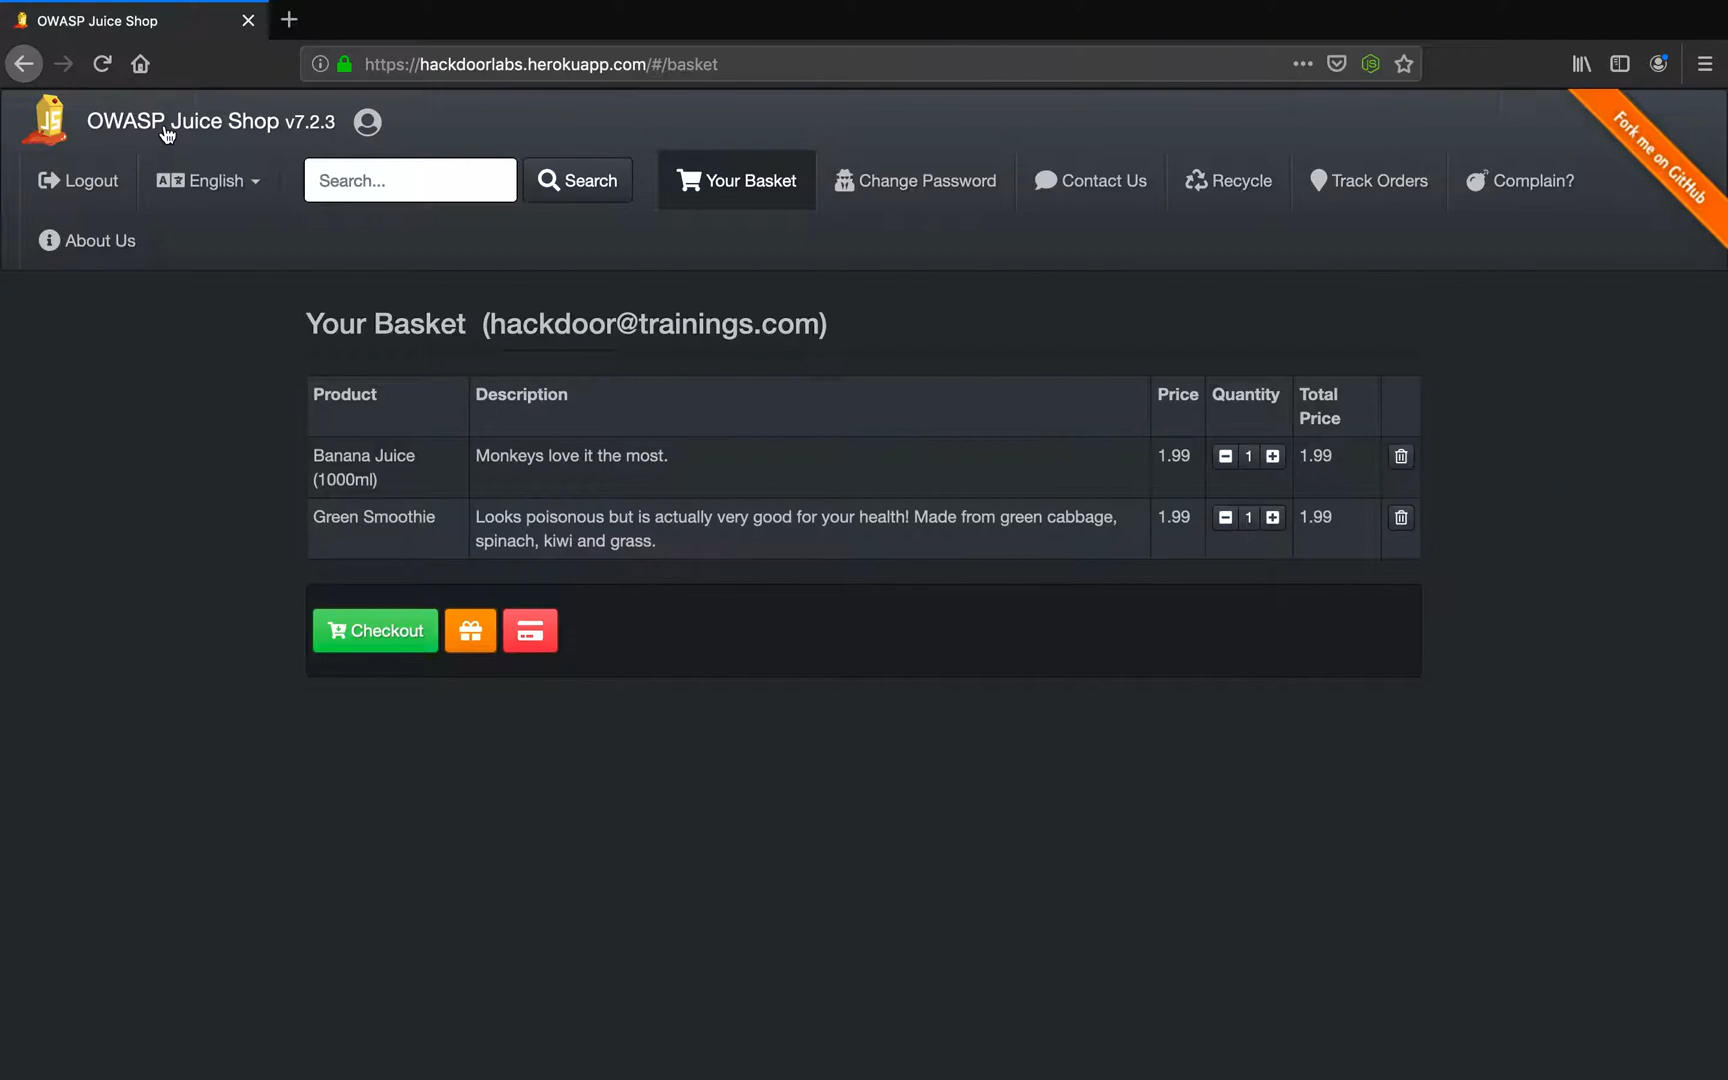 OWASP Juice Shop
https://hackdoorlabs.herokuapp.com/#/basket
JS
OWASP Juice Shop v7.2.3
Fork me on GitHub
Logout
English
Search...
Search
Your Basket
Change Password
Contact Us
Recycle
Track Orders
Complain?
About Us
Your Basket (hackdoor@trainings.com)
Product Description Price Quantity Total
Price
Banana Juice Monkeys love it the most. 1.99 1 1.99
(1000ml)
Green Smoothie Looks poisonous but is actually very good for your health! Made from green cabbage, 1.99 1 1.99
spinach, kiwi and grass.
Checkout